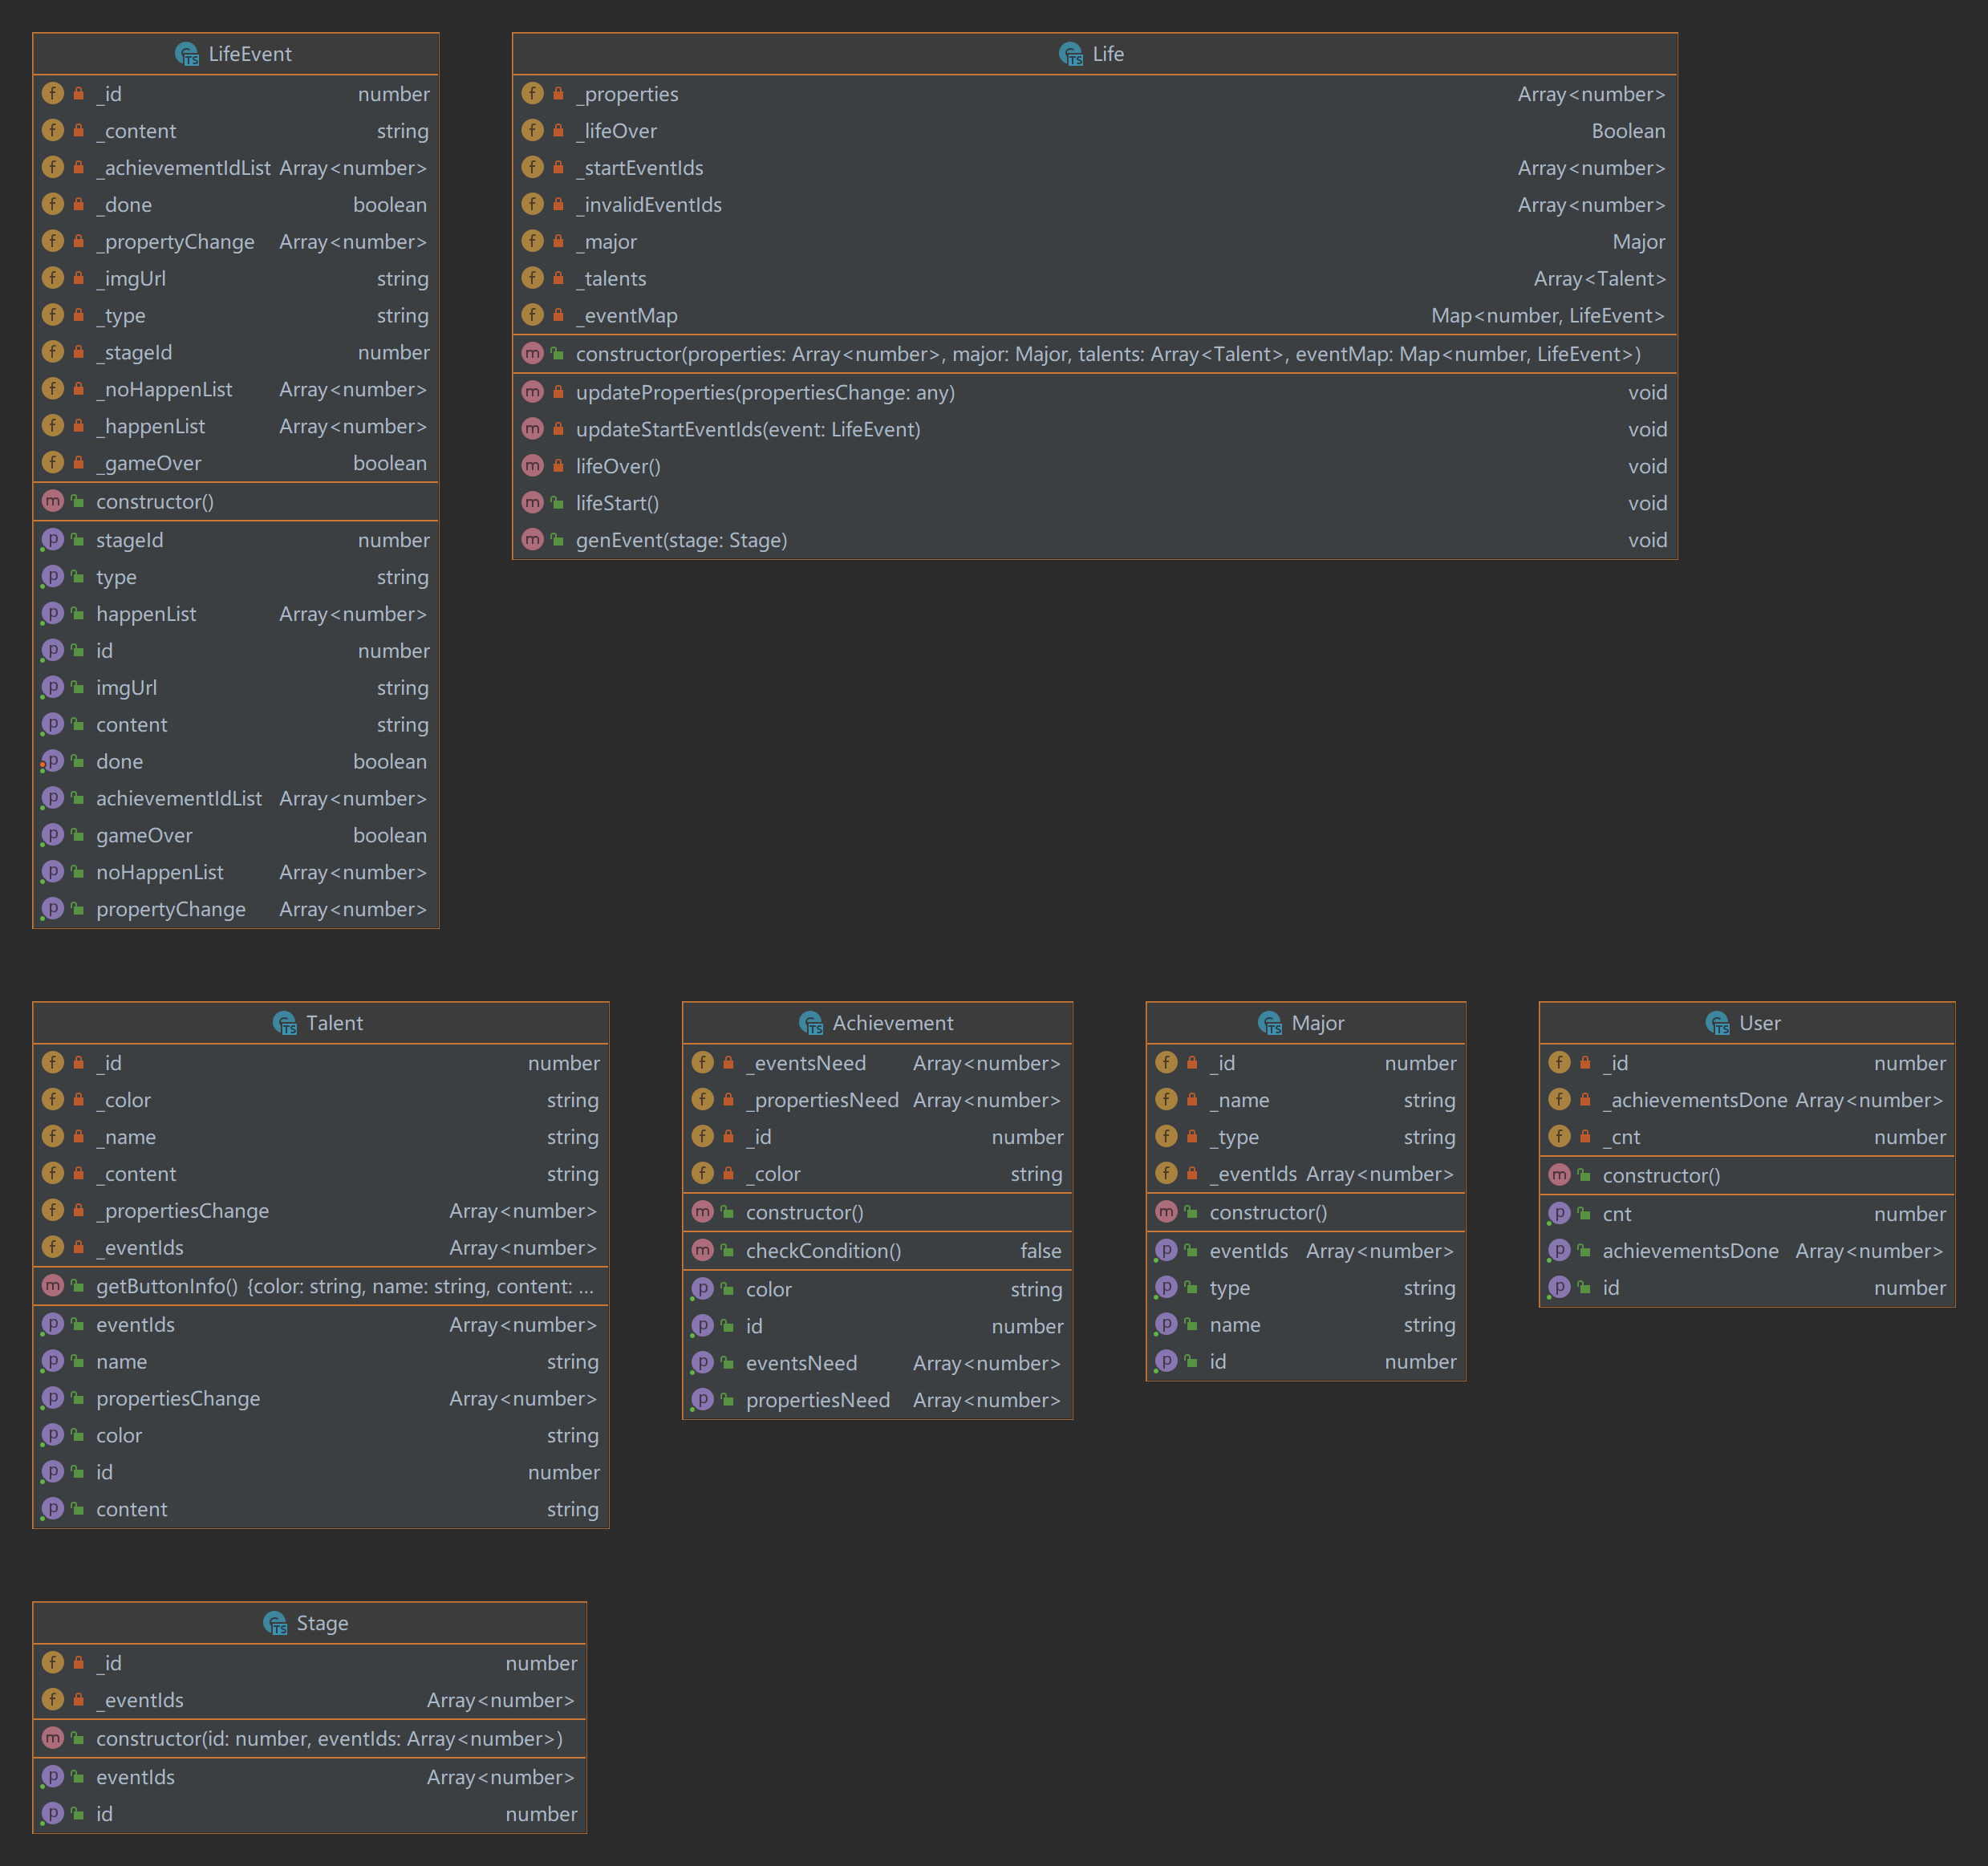 LifeEvent
_id number
_content string
_achievementIdList Array<number>
_done boolean
_propertyChange Array<number>
_imgUrl string
_type string
_stageId number
_noHappenList Array<number>
_happenList Array<number>
_gameOver boolean
constructor()
stageId number
type string
happenList Array<number>
id number
imgUrl string
content string
done boolean
achievementIdList Array<number>
gameOver boolean
noHappenList Array<number>
propertyChange Array<number>
Life
_properties Array<number>
_lifeOver Boolean
_startEventIds Array<number>
_invalidEventIds Array<number>
_major Major
_talents Array<Talent>
_eventMap Map<number, LifeEvent>
constructor(properties: Array<number>, major: Major, talents: Array<Talent>, eventMap: Map<number, LifeEvent>)
updateProperties(propertiesChange: any) void
updateStartEventIds(event: LifeEvent) void
lifeOver() void
lifeStart() void
genEvent(stage: Stage) void
Talent
_id number
_color string
_name string
_content string
_propertiesChange Array<number>
_eventIds Array<number>
getButtonInfo() {color: string, name: string, content: ...
eventIds Array<number>
name string
propertiesChange Array<number>
color string
id number
content string
Achievement
_eventsNeed Array<number>
_propertiesNeed Array<number>
_id number
_color string
constructor()
checkCondition() false
color string
id number
eventsNeed Array<number>
propertiesNeed Array<number>
Major
_id number
_name string
_type string
_eventIds Array<number>
constructor()
eventIds Array<number>
type string
name string
id number
User
_id number
_achievementsDone Array<number>
_cnt number
constructor()
cnt number
achievementsDone Array<number>
id number
Stage
_id number
_eventIds Array<number>
constructor(id: number, eventIds: Array<number>)
eventIds Array<number>
id number